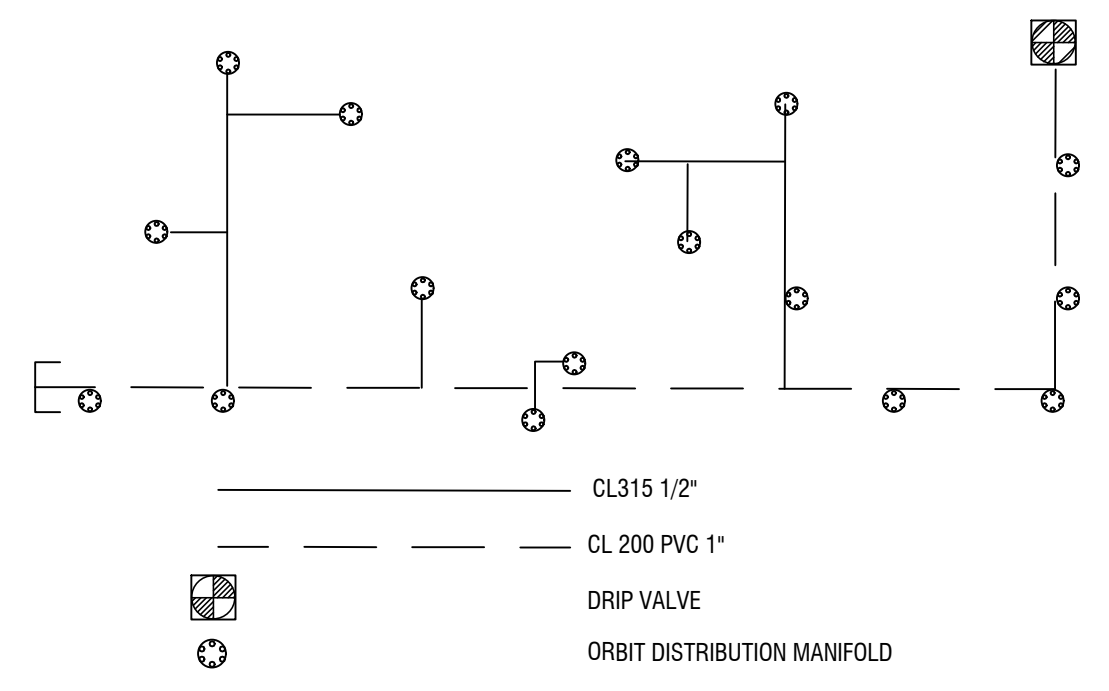 CL315 1/2"
CL 200 PVC 1"
DRIP VALVE
ORBIT DISTRIBUTION MANIFOLD